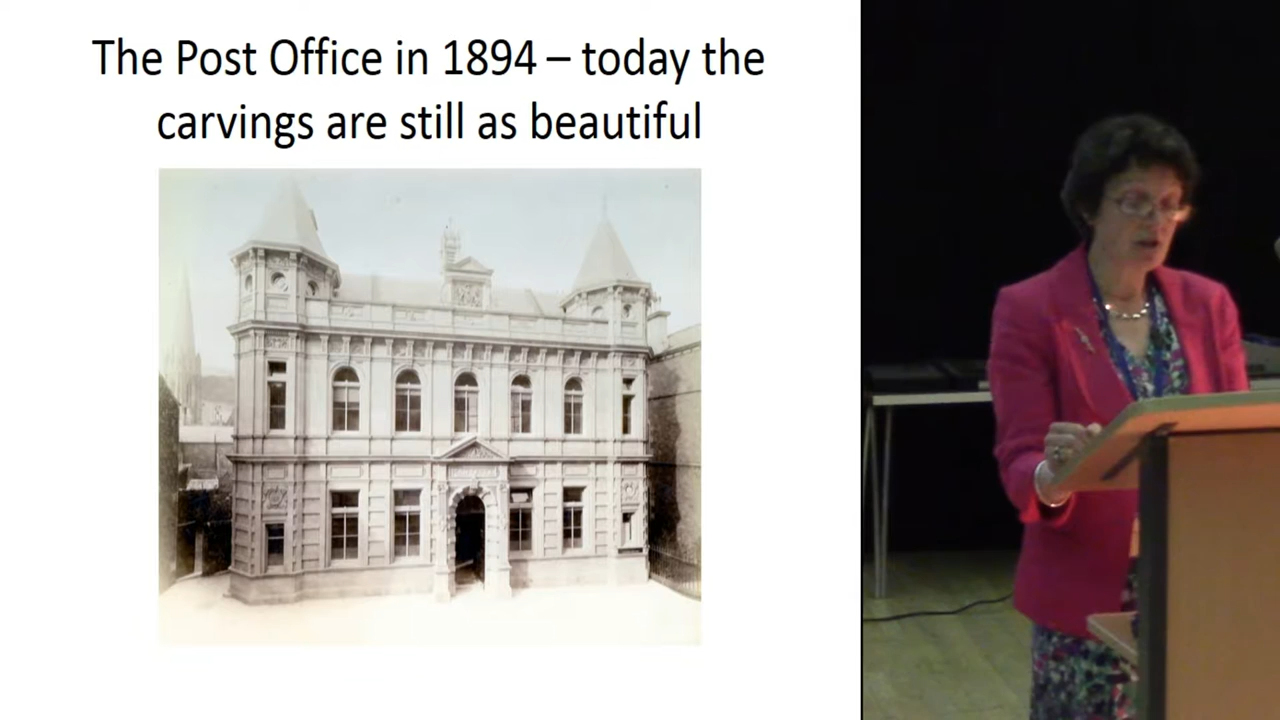 The Post Office in 1894 – today the
carvings are still as beautiful